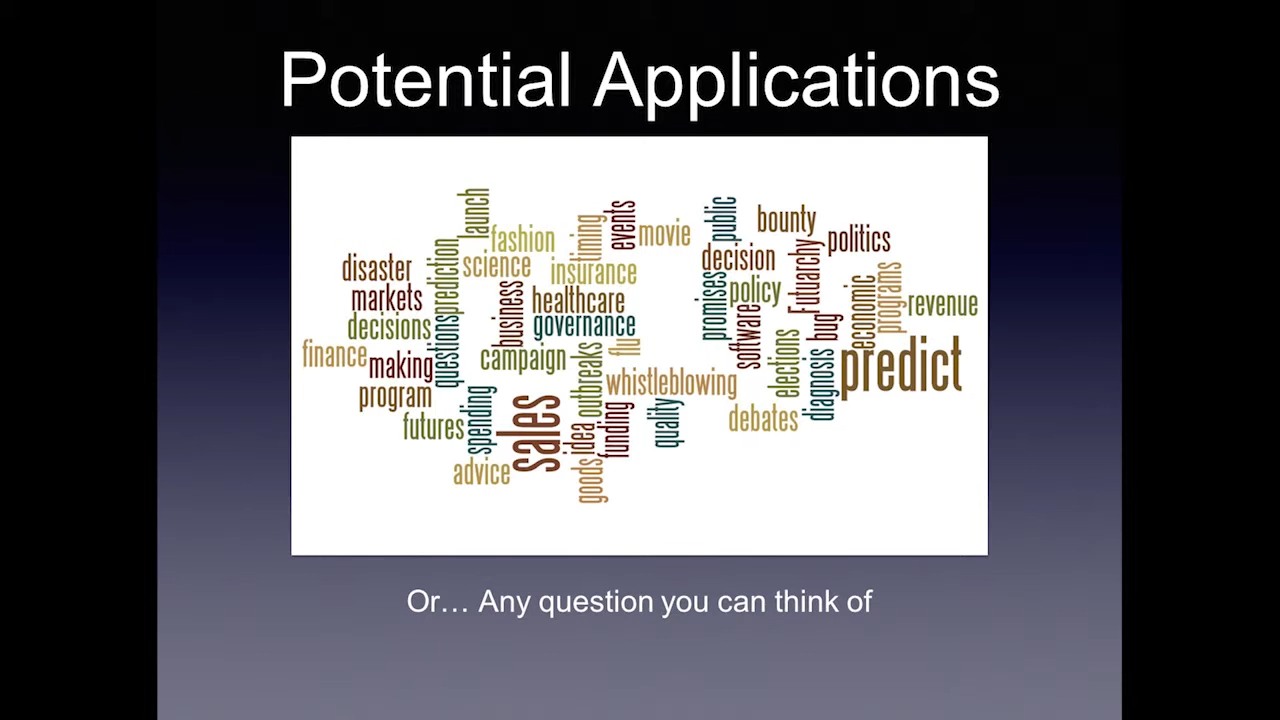 Potential Applications
launch
fashion
timing
events
movie
public
bounty
politics
disaster
prediction
science
insurance
decision
Futuarchy
markets
business
healthcare
promises
policy
economic
programs
revenue
decisions
questions
governance
software
bug
finance
making
campaign
flu
elections
diagnosis
predict
program
outbreaks
whistleblowing
futures
spending
sales
idea
funding
quality
debates
advice
goods
Or… Any question you can think of